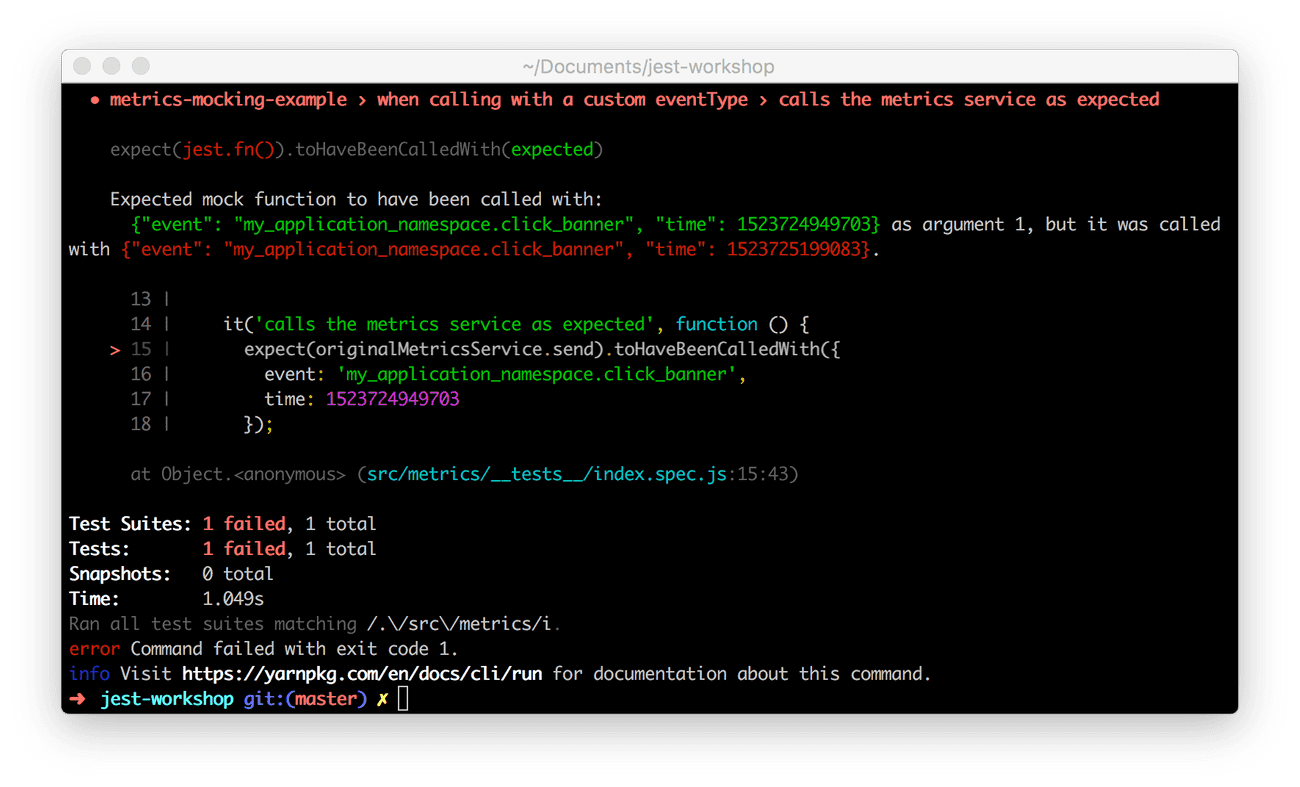 ~/Documents/jest-workshop
● metrics-mocking-example › when calling with a custom eventType › calls the metrics service as expected
expect(jest.fn()).toHaveBeenCalledWith(expected)
Expected mock function to have been called with:
{"event": "my_application_namespace.click_banner", "time": 1523724949703} as argument 1, but it was called
with {"event": "my_application_namespace.click_banner", "time": 1523725199083}.
13 |
14 | it('calls the metrics service as expected', function () {
> 15 | expect(originalMetricsService.send).toHaveBeenCalledWith({
16 | event: 'my_application_namespace.click_banner',
17 | time: 1523724949703
18 | });
at Object.<anonymous> (src/metrics/__tests__/index.spec.js:15:43)
Test Suites: 1 failed, 1 total
Tests: 1 failed, 1 total
Snapshots: 0 total
Time: 1.049s
Ran all test suites matching /.\/src\/metrics/i.
error Command failed with exit code 1.
info Visit https://yarnpkg.com/en/docs/cli/run for documentation about this command.
➜ jest-workshop git:(master) ✗